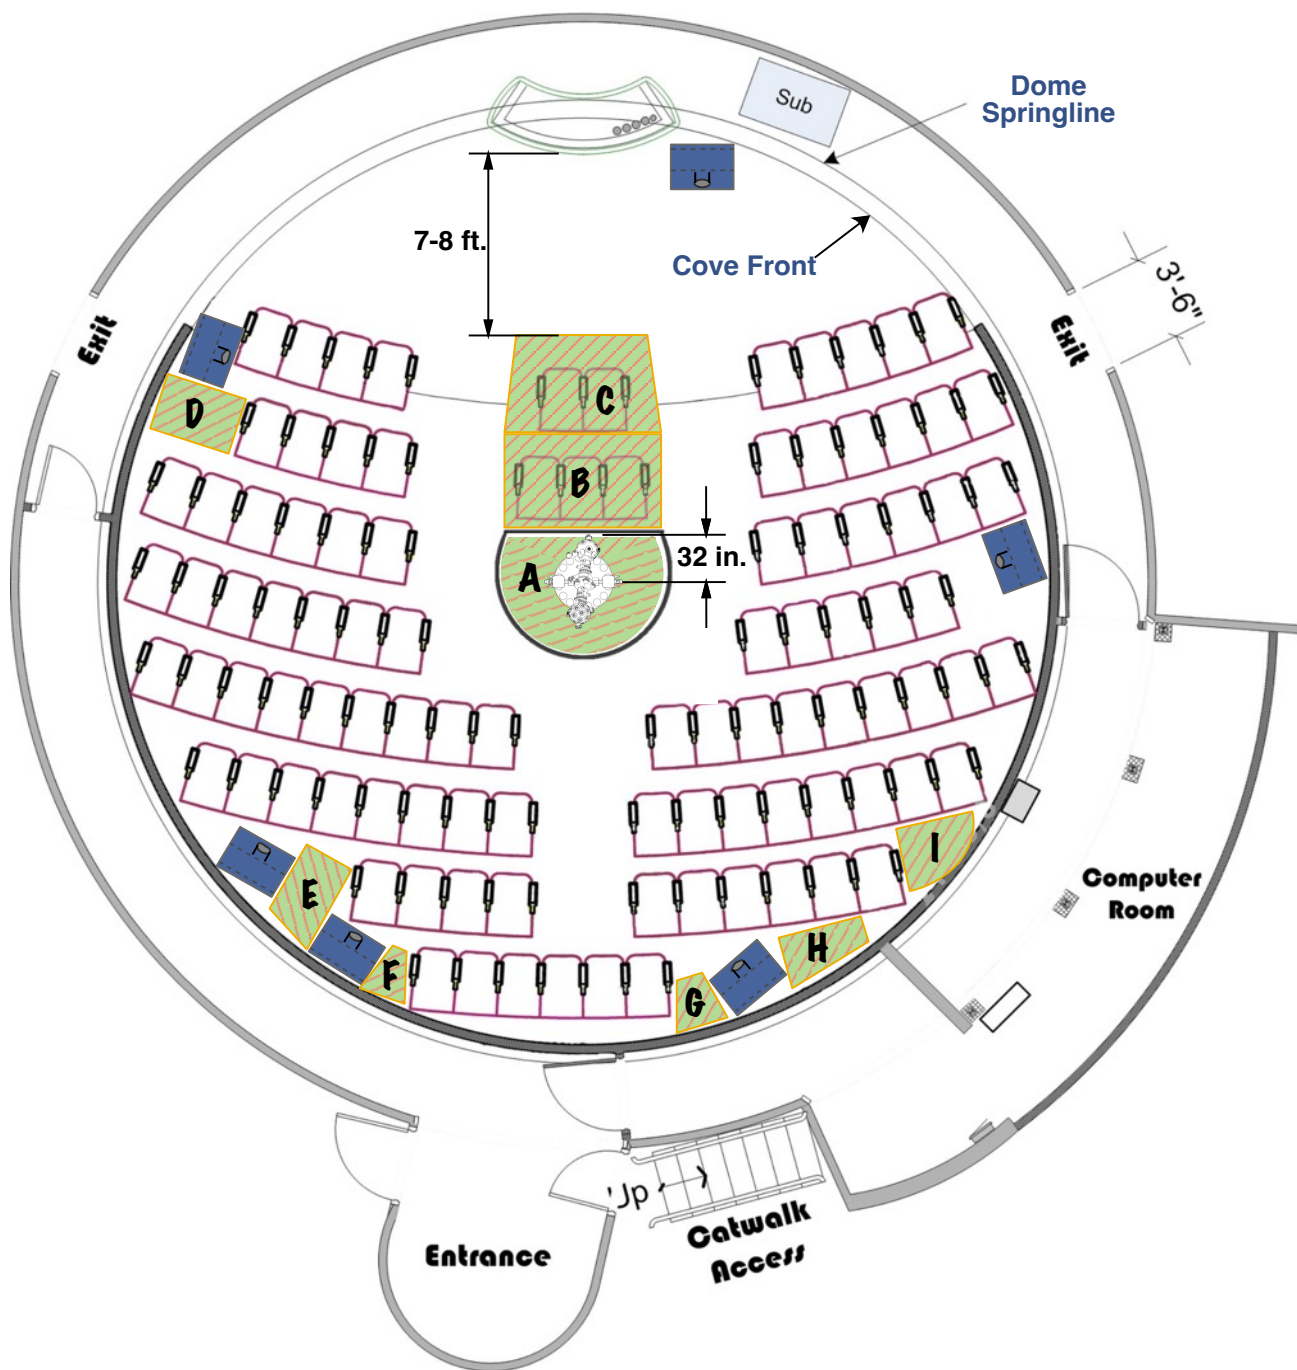 Sub
Dome
Springline
7-8 ft.
Cove Front
3'-6"
Exit
Exit
D
C
B
32 in.
A
I
E
Computer
Room
H
F
G
Up
Catwalk
Access
Entrance